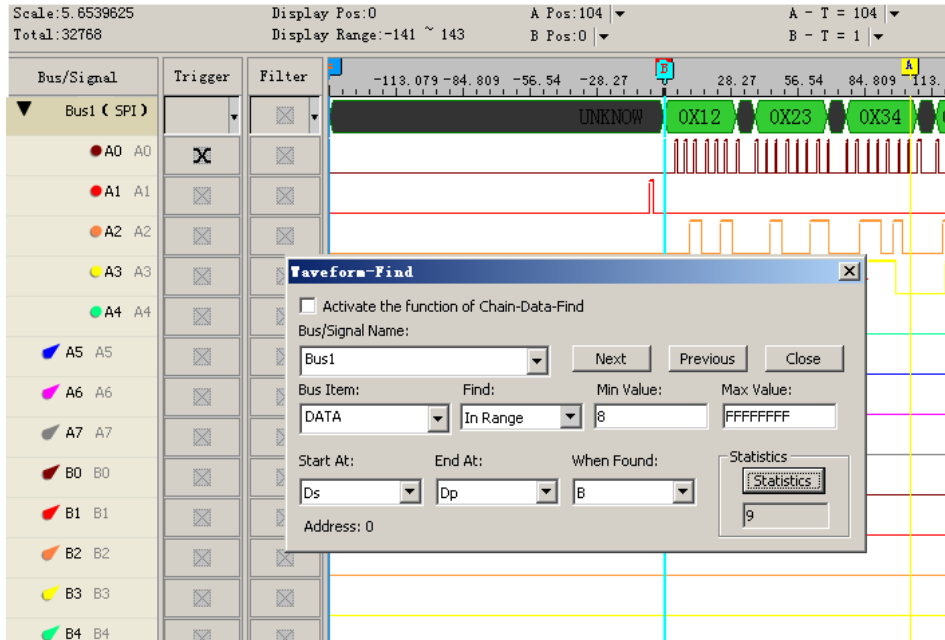 Scale:5.6539625 Display Pos:0 A Pos:104 A - T = 104
Total:32768 Display Range:-141 ~ 143 B Pos:0 B - T = 1
Bus/Signal Trigger Filter -113.079 -84.809 -56.54 -28.27 B 28.27 56.54 84.809 A 113.
Bus1 (SPI) UNKNOW 0X12 0X23 0X34
A0 A0
A1 A1
A2 A2
A3 A3
A4 A4
A5 A5
A6 A6
A7 A7
B0 B0
B1 B1
B2 B2
B3 B3
B4 B4
Waveform-Find
Activate the function of Chain-Data-Find
Bus/Signal Name:
Bus1 Next Previous Close
Bus Item: Find: Min Value: Max Value:
DATA In Range 8 FFFFFFFF
Start At: End At: When Found: Statistics
Ds Dp B Statistics
Address: 0 9